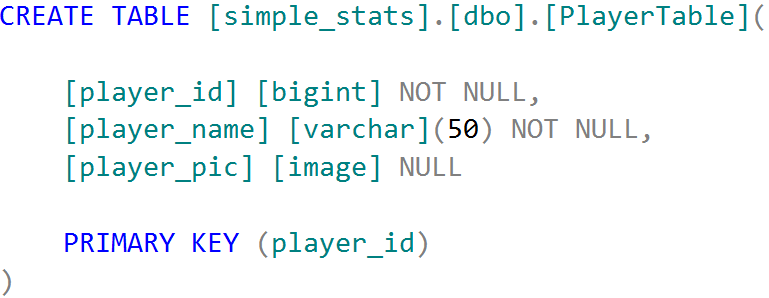 CREATE TABLE [simple_stats].[dbo].[PlayerTable](
[player_id] [bigint] NOT NULL,
[player_name] [varchar](50) NOT NULL,
[player_pic] [image] NULL
PRIMARY KEY (player_id)
)